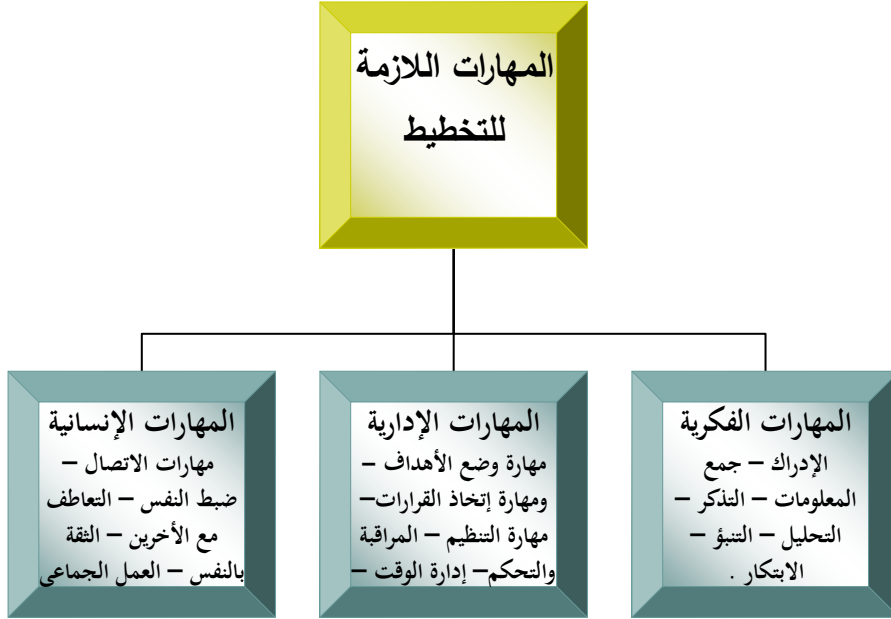 المهارات اللازمة
للتخطيط
المهارات الفكرية
الإدراك – جمع
المعلومات – التذكر –
التحليل – التنبؤ –
الابتكار .
المهارات الإدارية
مهارة وضع الأهداف –
ومهارة إتخاذ القرارات–
مهارة التنظيم – المراقبة
والتحكم– إدارة الوقت –
المهارات الإنسانية
مهارات الاتصال –
ضبط النفس – التعاطف
مع الأخرين – الثقة
بالنفس – العمل الجماعى